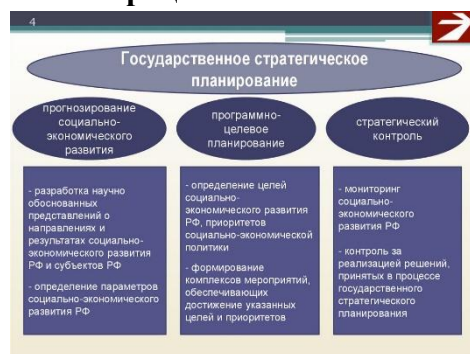 4
Государственное стратегическое
планирование
прогнозирование
социально-
экономического
развития
программно-
целевое
планирование
стратегический
контроль
- разработка научно
обоснованных
представлений о
направлениях и
результатах социально-
экономического развития
РФ и субъектов РФ
- определение параметров
социально-экономического
развития РФ
- определение целей
социально-
экономического развития
РФ, приоритетов
социально-экономической
политики
- формирование
комплексов мероприятий,
обеспечивающих
достижение указанных
целей и приоритетов
- мониторинг
социально-
экономического
развития РФ
- контроль за
реализацией решений,
принятых в процессе
государственного
стратегического
планирования